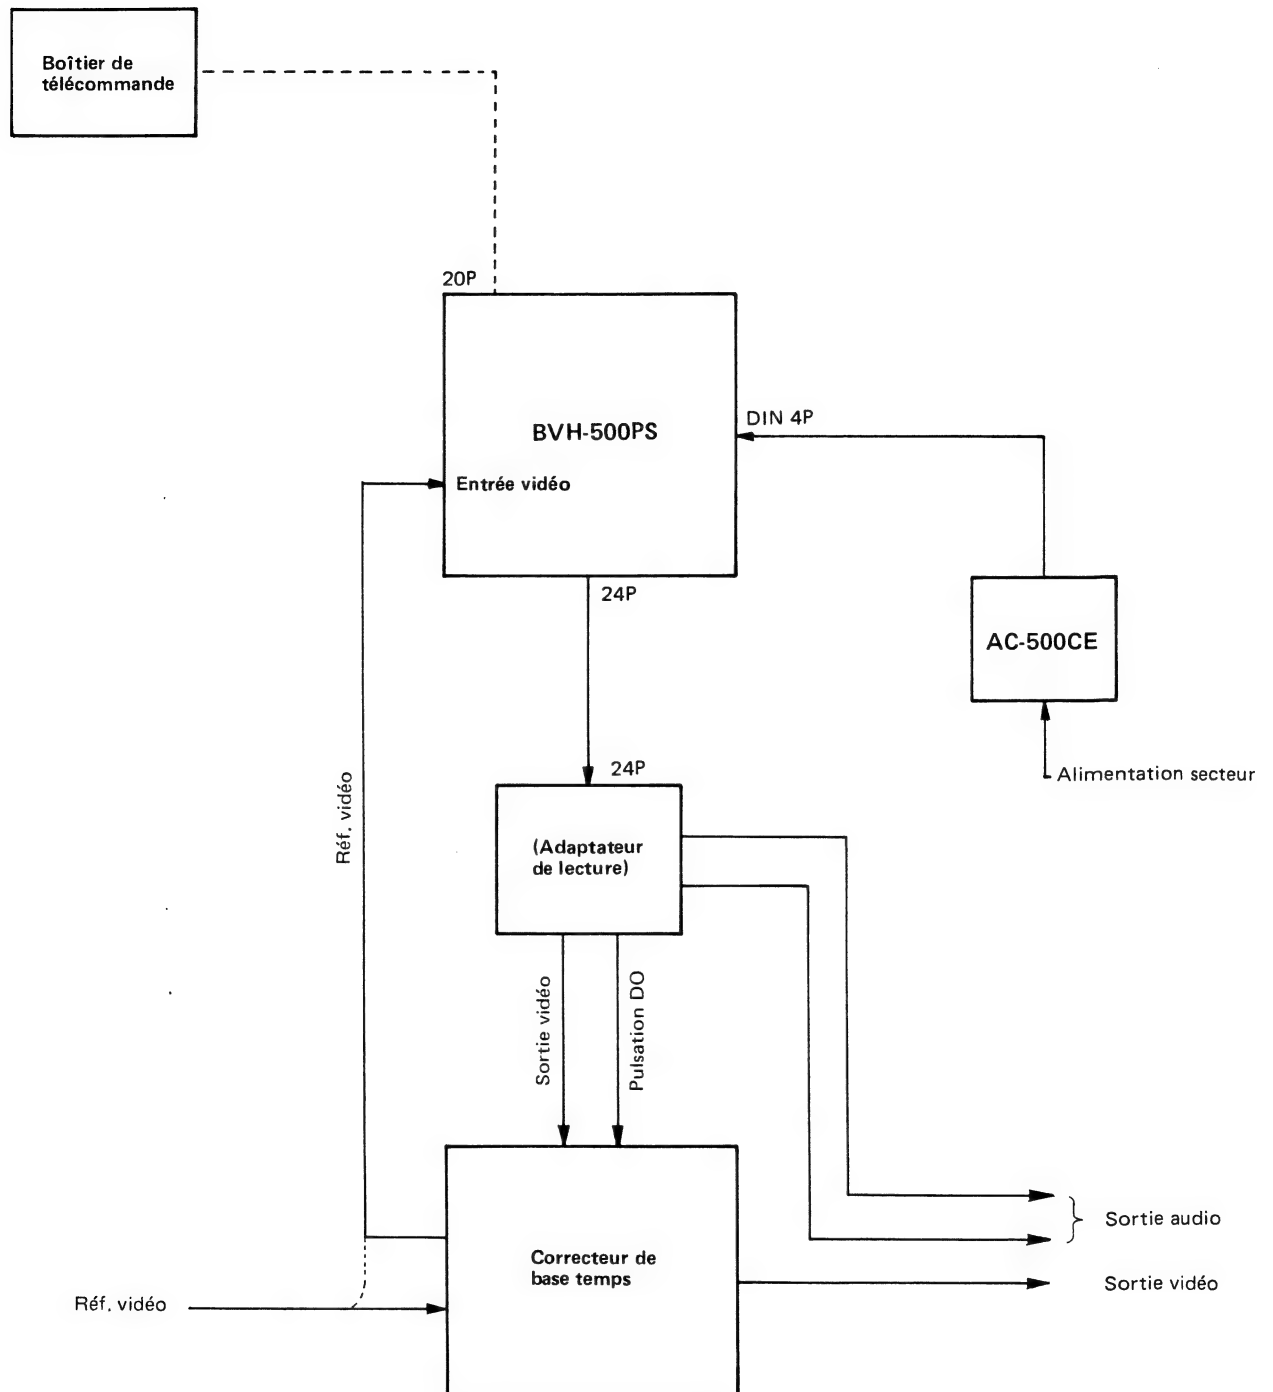 Boîtier de
télécommande
20P
BVH-500PS
DIN 4P
Entrée vidéo
24P
AC-500CE
24P
Alimentation secteur
Réf. vidéo
(Adaptateur
de lecture)
Sortie vidéo
Pulsation DO
Sortie audio
Correcteur de
base temps
Sortie vidéo
Réf. vidéo